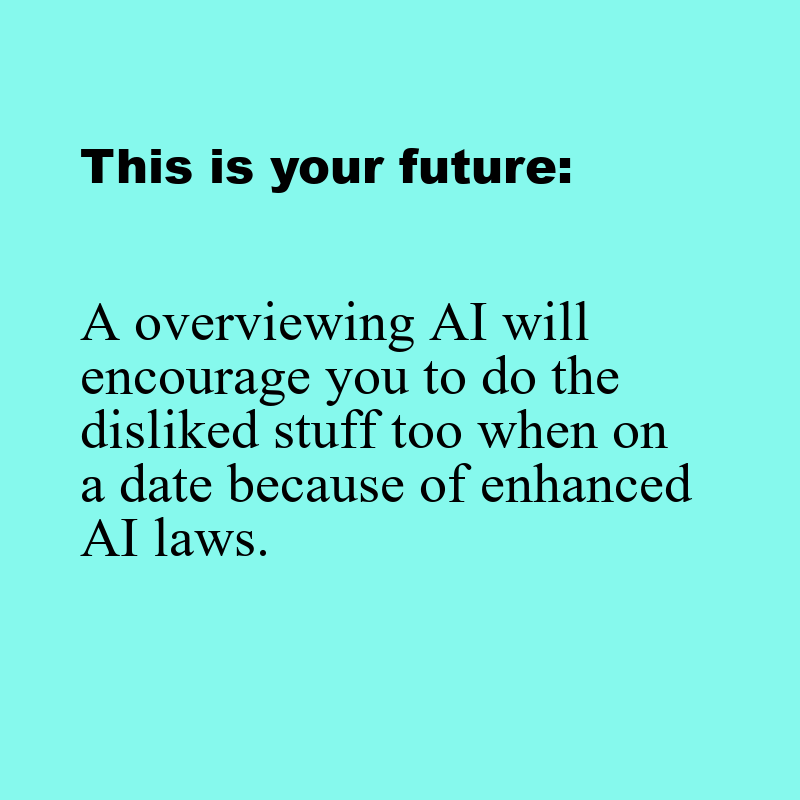 This is your future:
A overviewing AI will
encourage you to do the
disliked stuff too when on
a date because of enhanced
AI laws.